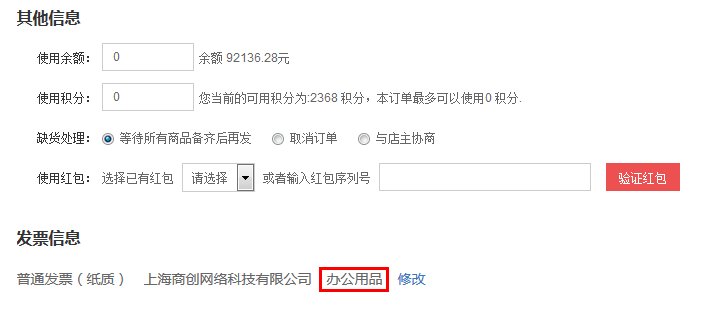 其他信息
使用余额： 0 余额 92136.28元
使用积分： 0 您当前的可用积分为:2368 积分，本订单最多可以使用0 积分.
缺货处理： 等待所有商品备齐后再发 取消订单 与店主协商
使用红包： 选择已有红包 请选择 或者输入红包序列号 验证红包
发票信息
普通发票（纸质） 上海商创网络科技有限公司 办公用品 修改